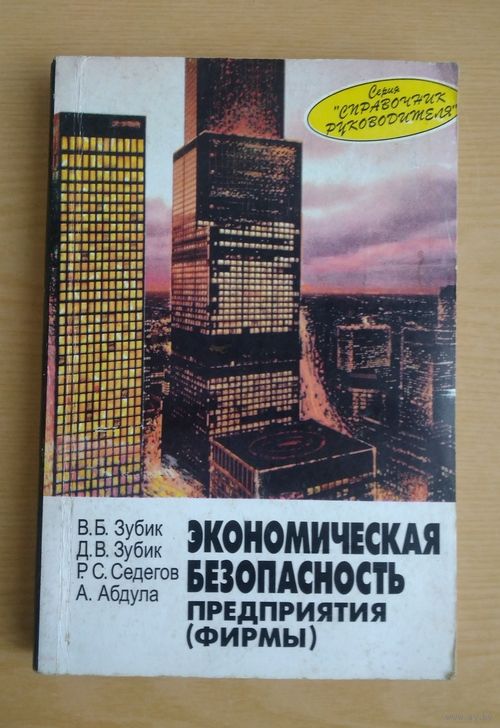 Серия
"СПРАВОЧНИК
РУКОВОДИТЕЛЯ"
В.Б. Зубик
Д.В. Зубик
Р.С. Седегов
А. Абдула
ЭКОНОМИЧЕСКАЯ
БЕЗОПАСНОСТЬ
ПРЕДПРИЯТИЯ
(ФИРМЫ)